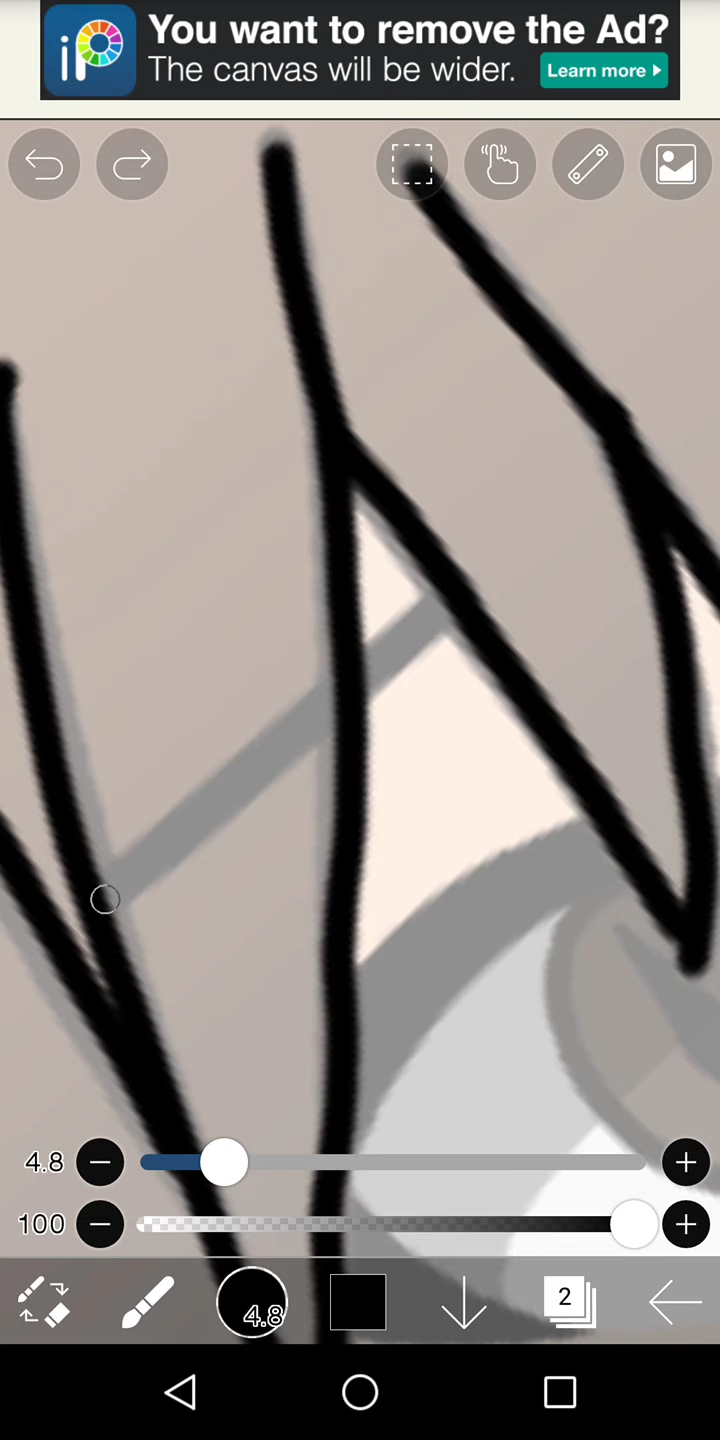 iP
You want to remove the Ad?
The canvas will be wider.
Learn more
4.8
100
4.8
2